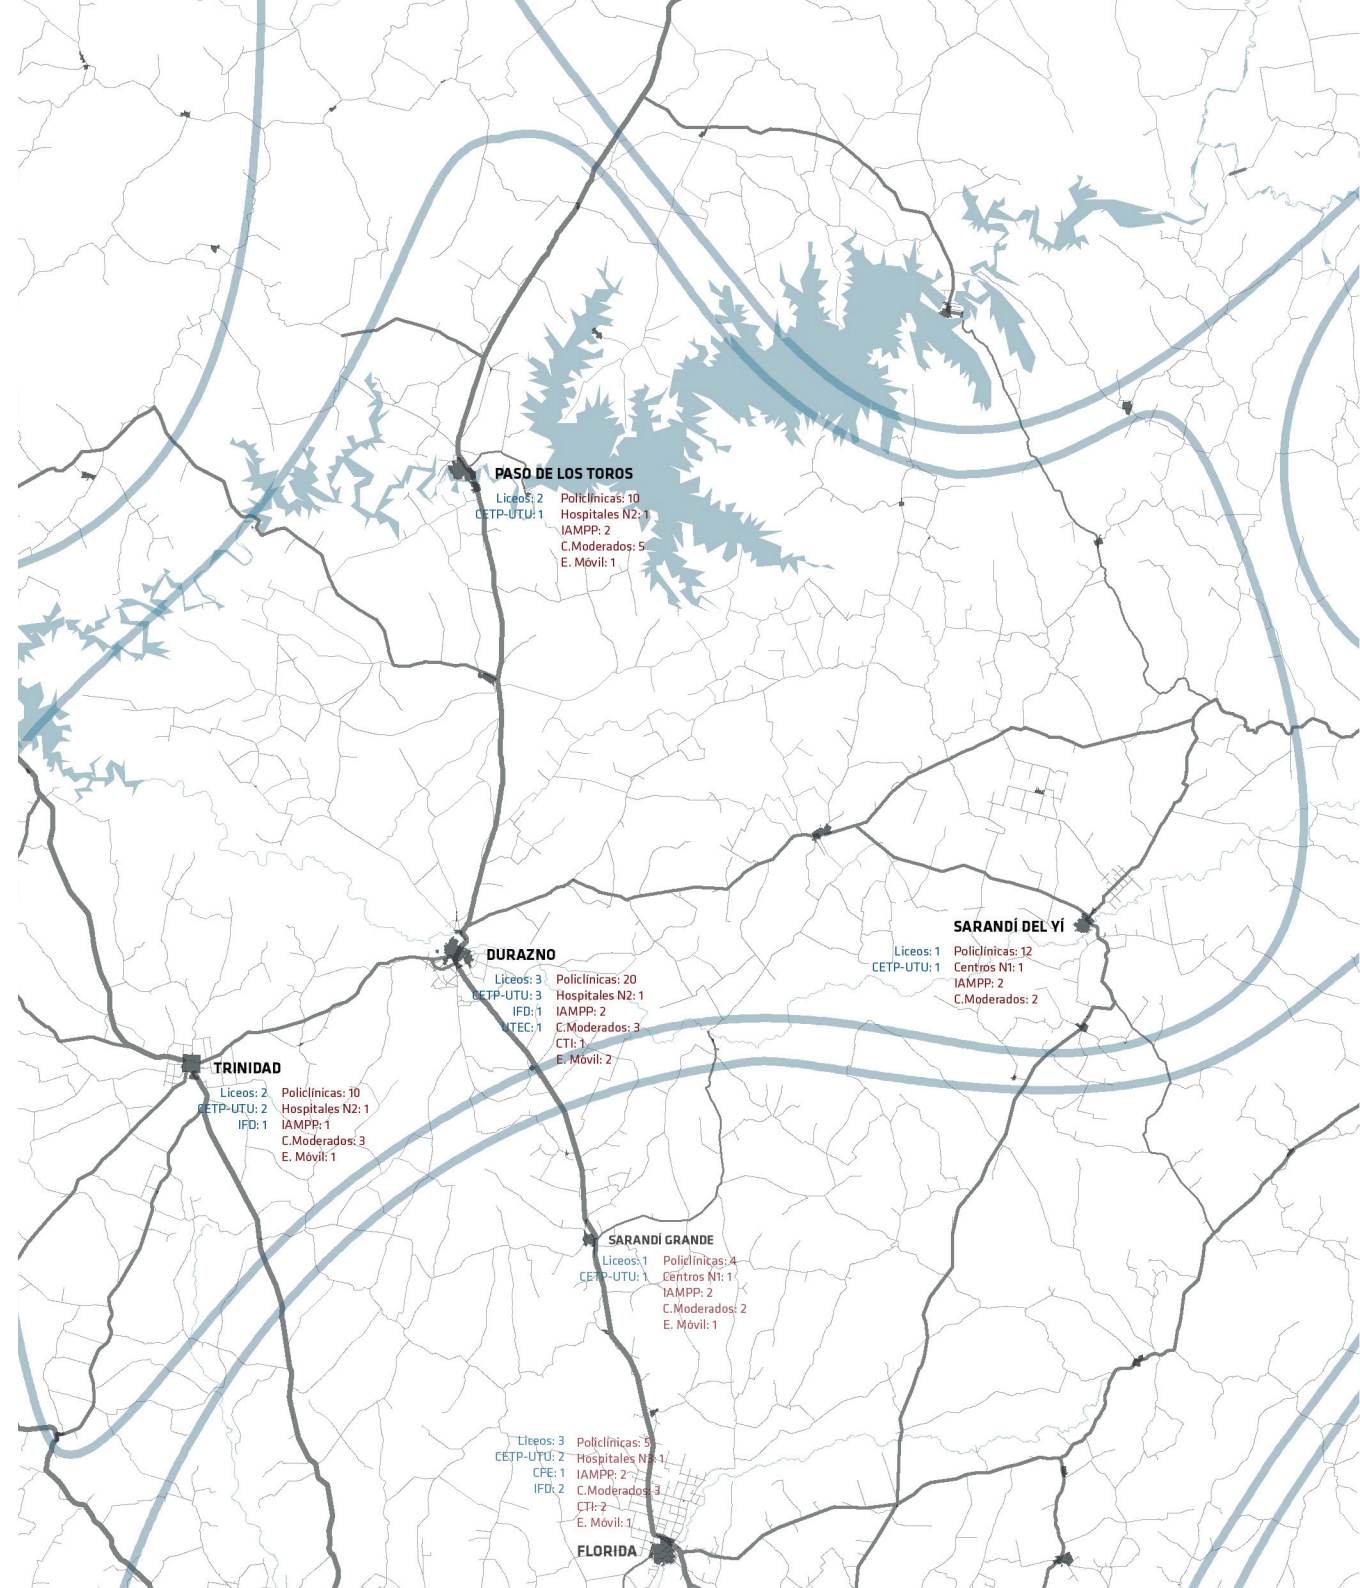 PASO DE LOS TOROS
Liceos: 2
CETP-UTU: 1
Policlínicas: 10
Hospitales N2: 1
IAMPP: 2
C.Moderados: 5
E. Móvil: 1
SARANDÍ DEL YÍ
Liceos: 1
CETP-UTU: 1
Policlínicas: 12
Centros N1: 1
IAMPP: 2
C.Moderados: 2
DURAZNO
Liceos: 3
CETP-UTU: 3
IFD: 1
UTEC: 1
Policlínicas: 20
Hospitales N2: 1
IAMPP: 2
C.Moderados: 3
CTI: 1
E. Móvil: 2
TRINIDAD
Liceos: 2
CETP-UTU: 2
IFD: 1
Policlínicas: 10
Hospitales N2: 1
IAMPP: 1
C.Moderados: 3
E. Móvil: 1
SARANDÍ GRANDE
Liceos: 1
CETP-UTU: 1
Policlínicas: 4
Centros N1: 1
IAMPP: 2
C.Moderados: 2
E. Móvil: 1
Liceos: 3
CETP-UTU: 2
CFE: 1
IFD: 2
Policlínicas: 5
Hospitales N3: 1
IAMPP: 2
C.Moderados: 3
CTI: 2
E. Móvil: 1
FLORIDA